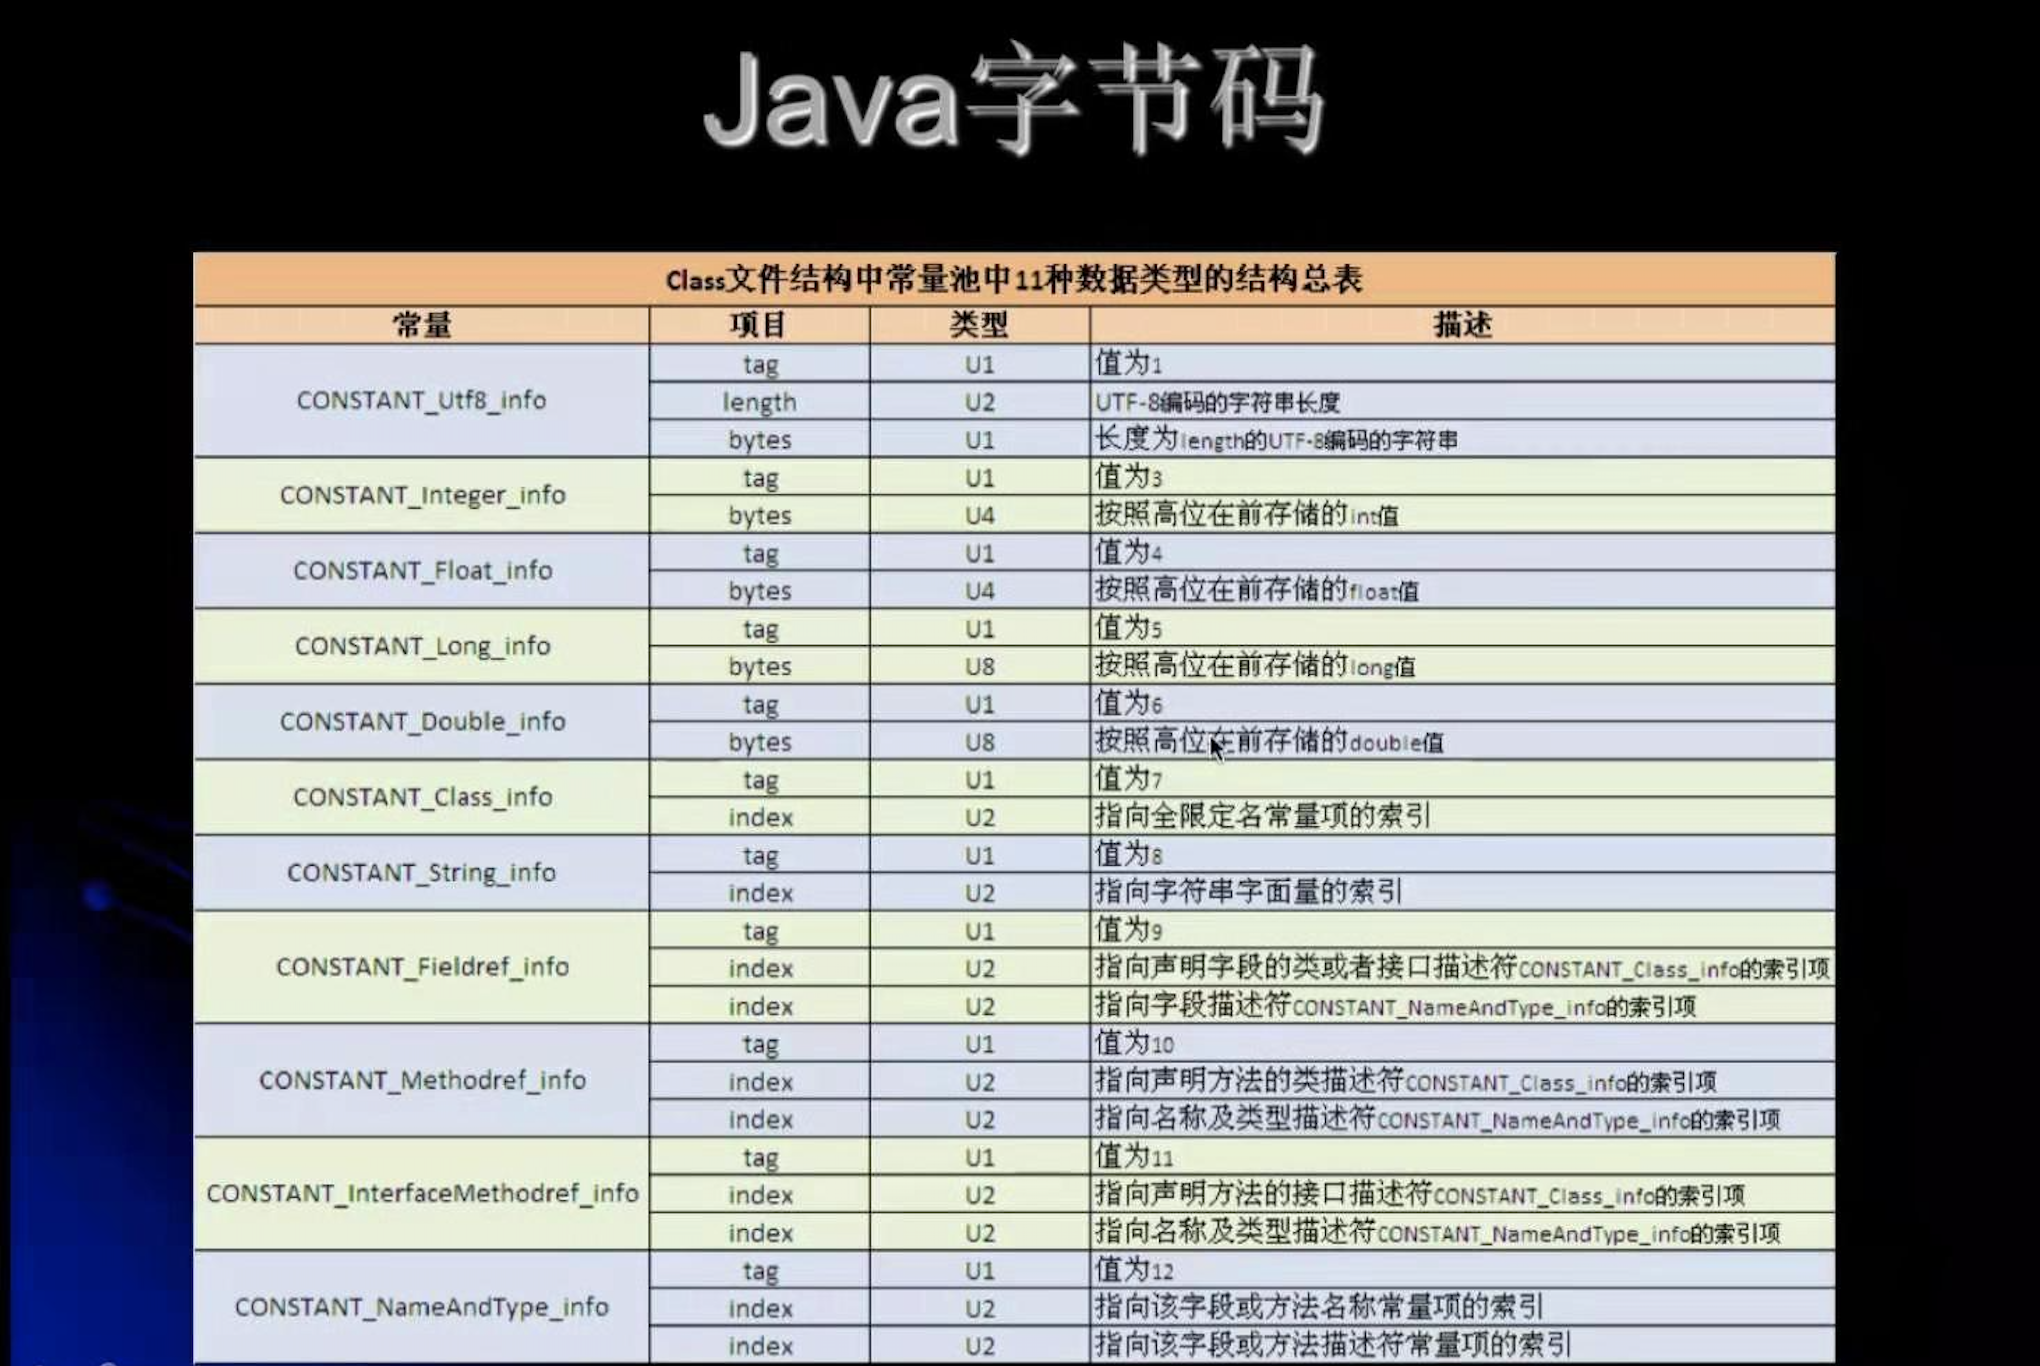 Java字节码
Class文件结构中常量池中11种数据类型的结构总表
常量 项目 类型 描述
CONSTANT_Utf8_info
tag U1 值为1
length U2 UTF-8编码的字符串长度
bytes U1 长度为length的UTF-8编码的字符串
CONSTANT_Integer_info
tag U1 值为3
bytes U4 按照高位在前存储的int值
CONSTANT_Float_info
tag U1 值为4
bytes U4 按照高位在前存储的float值
CONSTANT_Long_info
tag U1 值为5
bytes U8 按照高位在前存储的long值
CONSTANT_Double_info
tag U1 值为6
bytes U8 按照高位在前存储的double值
CONSTANT_Class_info
tag U1 值为7
index U2 指向全限定名常量项的索引
CONSTANT_String_info
tag U1 值为8
index U2 指向字符串字面量的索引
CONSTANT_Fieldref_info
tag U1 值为9
index U2 指向声明字段的类或者接口描述符CONSTANT_Class_info的索引项
index U2 指向字段描述符CONSTANT_NameAndType_info的索引项
CONSTANT_Methodref_info
tag U1 值为10
index U2 指向声明方法的类描述符CONSTANT_Class_info的索引项
index U2 指向名称及类型描述符CONSTANT_NameAndType_info的索引项
CONSTANT_InterfaceMethodref_info
tag U1 值为11
index U2 指向声明方法的接口描述符CONSTANT_Class_info的索引项
index U2 指向名称及类型描述符CONSTANT_NameAndType_info的索引项
CONSTANT_NameAndType_info
tag U1 值为12
index U2 指向该字段或方法名称常量项的索引
index U2 指向该字段或方法描述符常量项的索引